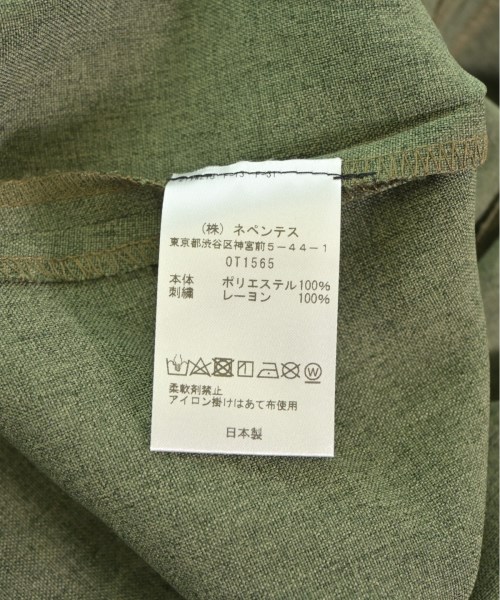 (株) ネペンテス
東京都渋谷区神宮前5-44-1
OT1565
本体 ポリエステル100%
刺繍 レーヨン 100%
柔軟剤禁止
アイロン掛けはあて布使用
日本製